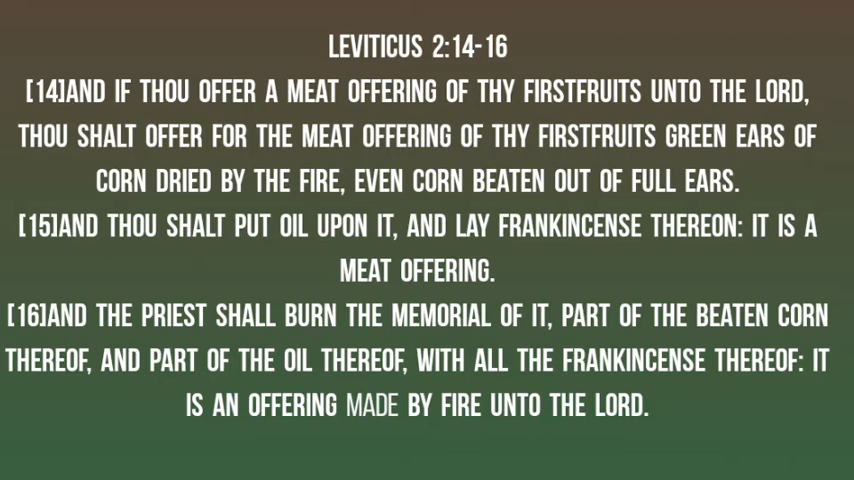 LEVITICUS 2:14-16
[14]AND IF THOU OFFER A MEAT OFFERING OF THY FIRSTFRUITS UNTO THE LORD,
THOU SHALT OFFER FOR THE MEAT OFFERING OF THY FIRSTFRUITS GREEN EARS OF
CORN DRIED BY THE FIRE, EVEN CORN BEATEN OUT OF FULL EARS.
[15]AND THOU SHALT PUT OIL UPON IT, AND LAY FRANKINCENSE THEREON: IT IS A
MEAT OFFERING.
[16]AND THE PRIEST SHALL BURN THE MEMORIAL OF IT, PART OF THE BEATEN CORN
THEREOF, AND PART OF THE OIL THEREOF, WITH ALL THE FRANKINCENSE THEREOF: IT
IS AN OFFERING MADE BY FIRE UNTO THE LORD.